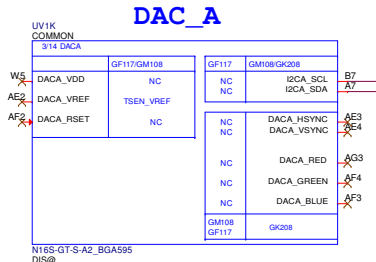 DAC_A
UV1K
COMMON
3/14 DACA
GF117/GM108
GF117
GM108/GK208
W5
DACA_VDD
NC
AE2
DACA_VREF
TSEN_VREF
AF2
DACA_RSET
NC
NC
I2CA_SCL
B7
NC
I2CA_SDA
A7
NC
DACA_HSYNC
AE3
NC
DACA_VSYNC
AE4
NC
DACA_RED
AG3
NC
DACA_GREEN
AF4
NC
DACA_BLUE
AF3
GM108
GF117
GK208
N16S-GT-S-A2_BGA595
DIS@